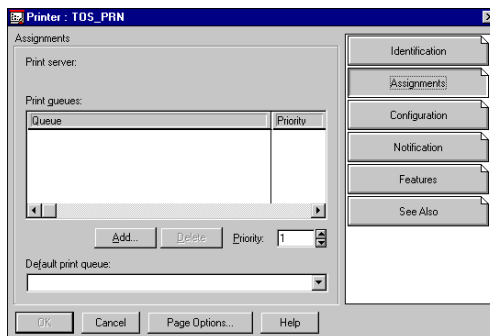 Printer : TOS_PRN
Assignments
Print server:
Print queues:
Queue Priority
Add... Delete Priority: 1
Default print queue:
OK Cancel Page Options... Help
Identification
Assignments
Configuration
Notification
Features
See Also